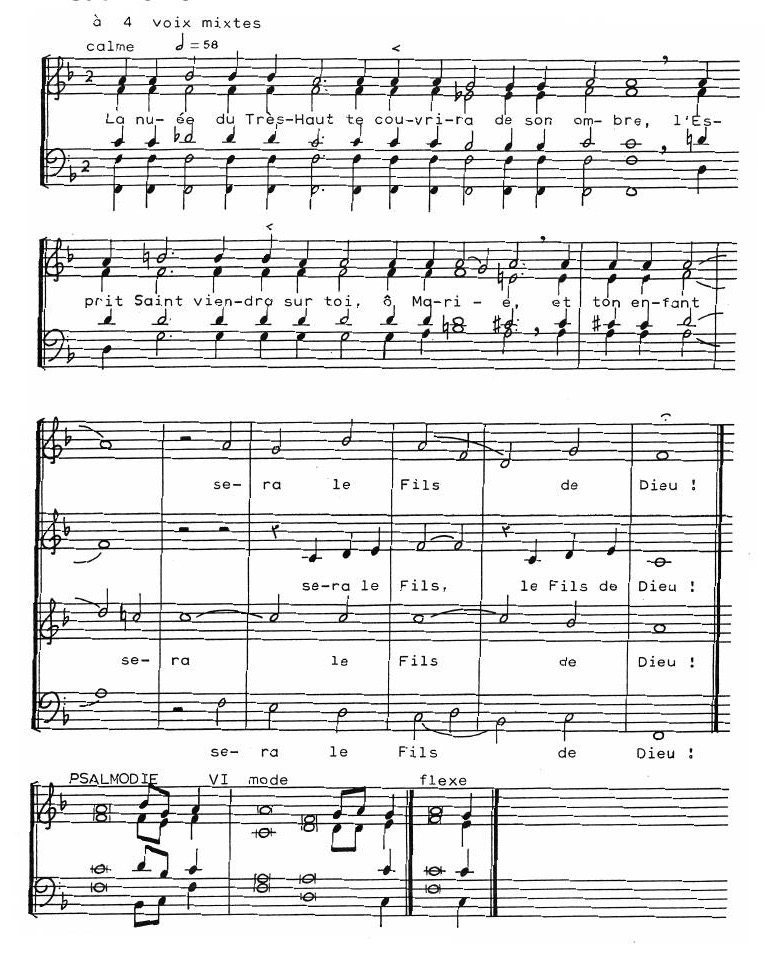 à 4 voix mixtes
calme = 58
La nu- ée du Très-Haut te cou-vri-ra de son om- bre, l'Es-
prit Saint vien-dra sur toi, ô Ma-ri - e, et ton en-fant
se- ra le Fils de Dieu !
se-ra le Fils, le Fils de Dieu !
se- ra le Fils de Dieu !
se- ra le Fils de Dieu !
PSALMODIE VI mode flexe